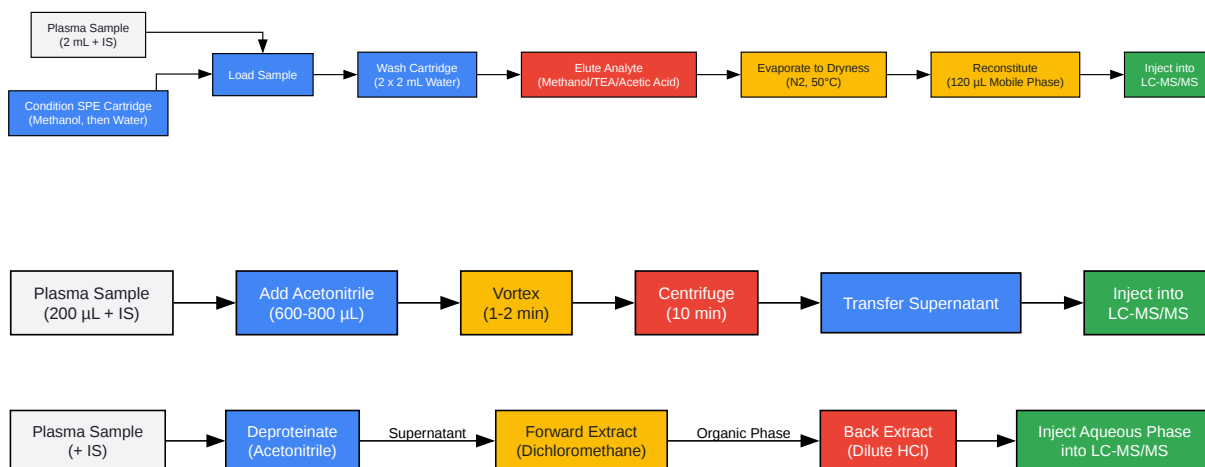 Plasma Sample
(2 mL + IS)
Condition SPE Cartridge
(Methanol, then Water)
Load Sample
Wash Cartridge
(2 x 2 mL Water)
Elute Analyte
(Methanol/TEA/Acetic Acid)
Evaporate to Dryness
(N2, 50°C)
Reconstitute
(120 µL Mobile Phase)
Inject into
LC-MS/MS
Plasma Sample
(200 µL + IS)
Add Acetonitrile
(600-800 µL)
Vortex
(1-2 min)
Centrifuge
(10 min)
Transfer Supernatant
Inject into
LC-MS/MS
Plasma Sample
(+ IS)
Deproteinate
(Acetonitrile)
Supernatant
Forward Extract
(Dichloromethane)
Organic Phase
Back Extract
(Dilute HCl)
Inject Aqueous Phase
into LC-MS/MS